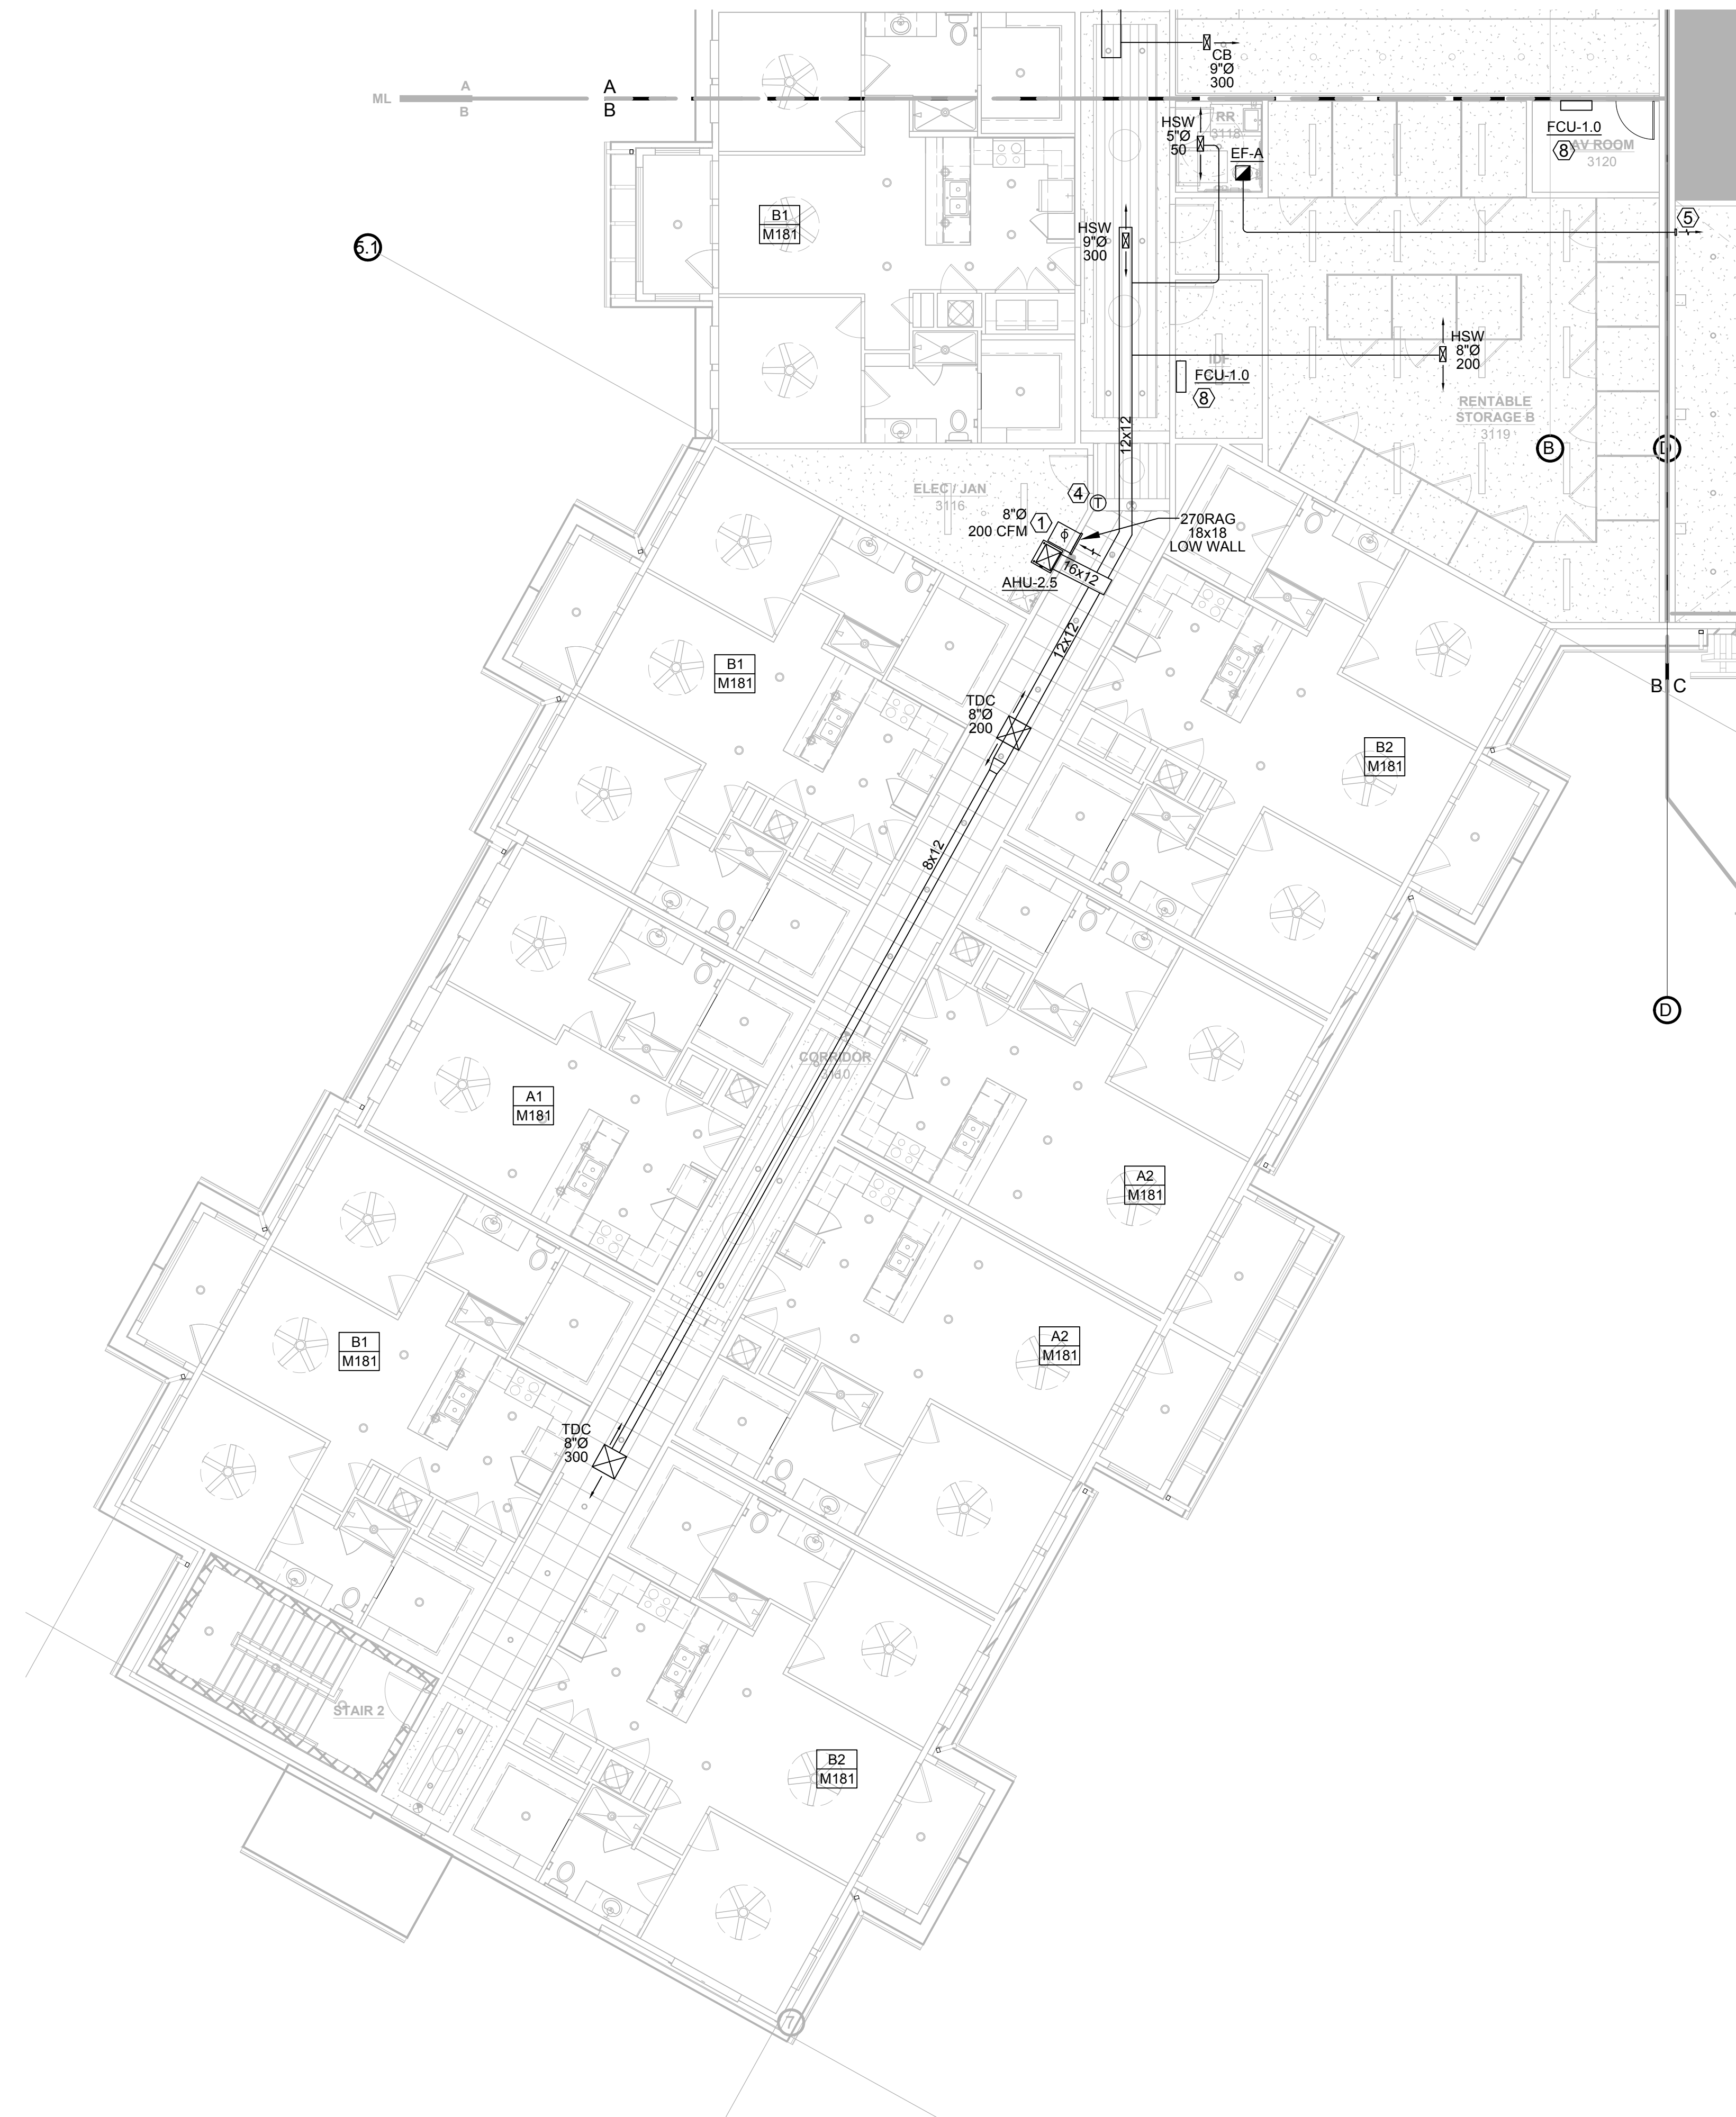 CB
9"Ø
300
A
ML
B
A
B
HSW
5"Ø
50
RR
3118
EF-A
FCU-1.0
8
AV ROOM
3120
B1
M181
5.1
HSW
9"Ø
300
5
HSW
8"Ø
200
IDF
FCU-1.0
8
RENTABLE
STORAGE B
3119
12x12
B
D
ELEC / JAN
3116
4
T
8"Ø
200 CFM
1
270RAG
18x18
LOW WALL
16x12
AHU-2.5
12x12
B1
M181
B C
TDC
8"Ø
200
B2
M181
8x12
D
CORRIDOR
3110
A1
M181
A2
M181
B1
M181
A2
M181
TDC
8"Ø
300
STAIR 2
B2
M181
7